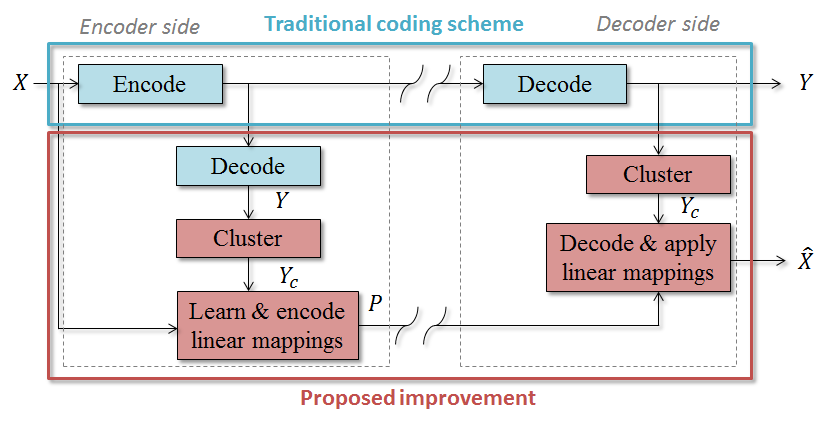 Encoder side
Traditional coding scheme
Decoder side
X
Encode
Decode
Y
Decode
Cluster
Y
Y_C
Cluster
Decode & apply
linear mappings
X̂
Y_C
Learn & encode
linear mappings
P
Proposed improvement